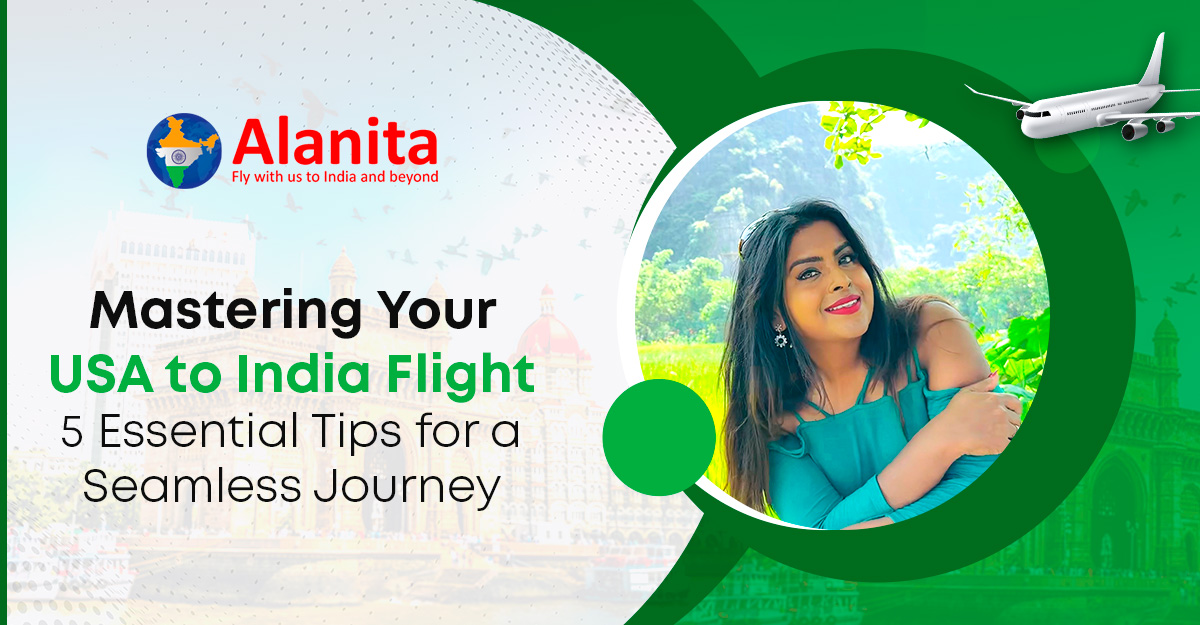 Alanita
Fly with us to India and beyond
Mastering Your
USA to India Flight
5 Essential Tips for a
Seamless Journey